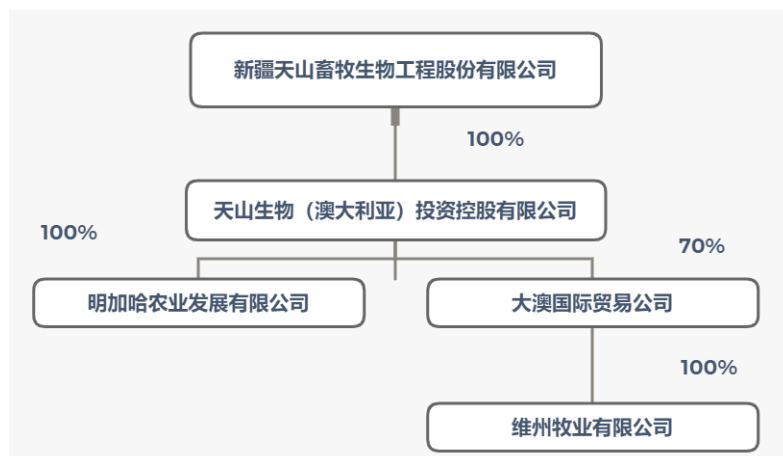 新疆天山畜牧生物工程股份有限公司
100%
天山生物（澳大利亚）投资控股有限公司
100%
70%
明加哈农业发展有限公司
大澳国际贸易公司
100%
维州牧业有限公司